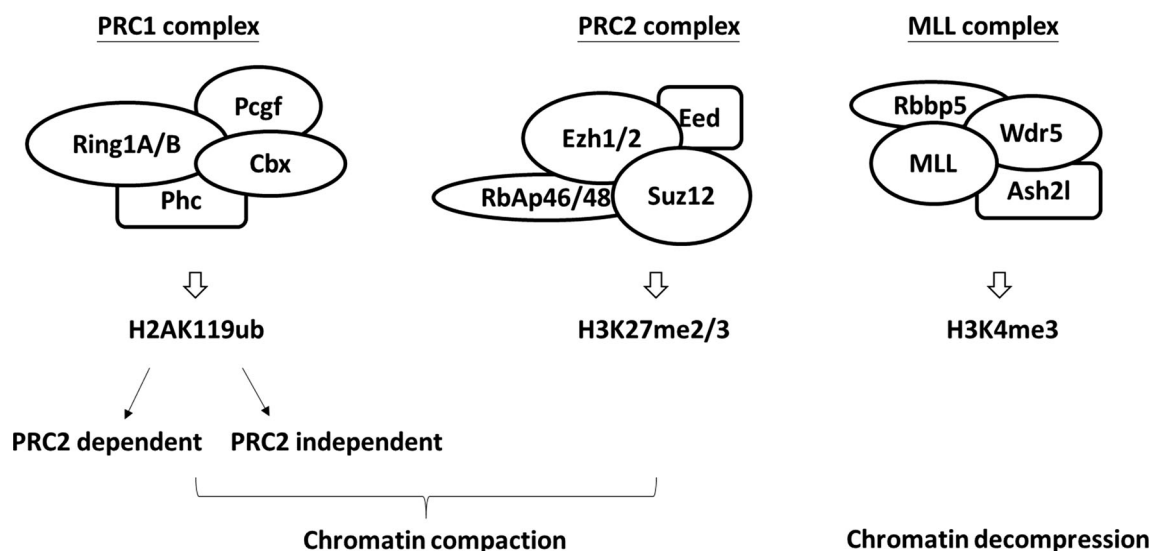 PRC1 complex
Pcgf
Ring1A/B
Cbx
Phc
H2AK119ub
PRC2 dependent
PRC2 independent
PRC2 complex
Eed
Ezh1/2
RbAp46/48
Suz12
H3K27me2/3
Chromatin compaction
MLL complex
Rbbp5
Wdr5
MLL
Ash2l
H3K4me3
Chromatin decompression